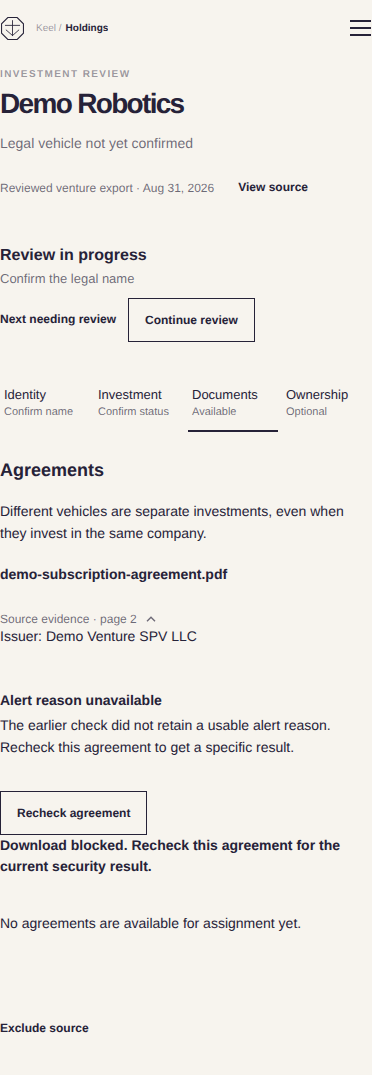 Keel / Holdings
INVESTMENT REVIEW
Demo Robotics
Legal vehicle not yet confirmed
Reviewed venture export · Aug 31, 2026 View source
Review in progress
Confirm the legal name
Next needing review Continue review
Identity Investment Documents Ownership
Confirm name Confirm status Available Optional
Agreements
Different vehicles are separate investments, even when
they invest in the same company.
demo-subscription-agreement.pdf
Source evidence · page 2
Issuer: Demo Venture SPV LLC
Alert reason unavailable
The earlier check did not retain a usable alert reason.
Recheck this agreement to get a specific result.
Recheck agreement
Download blocked. Recheck this agreement for the
current security result.
No agreements are available for assignment yet.
Exclude source